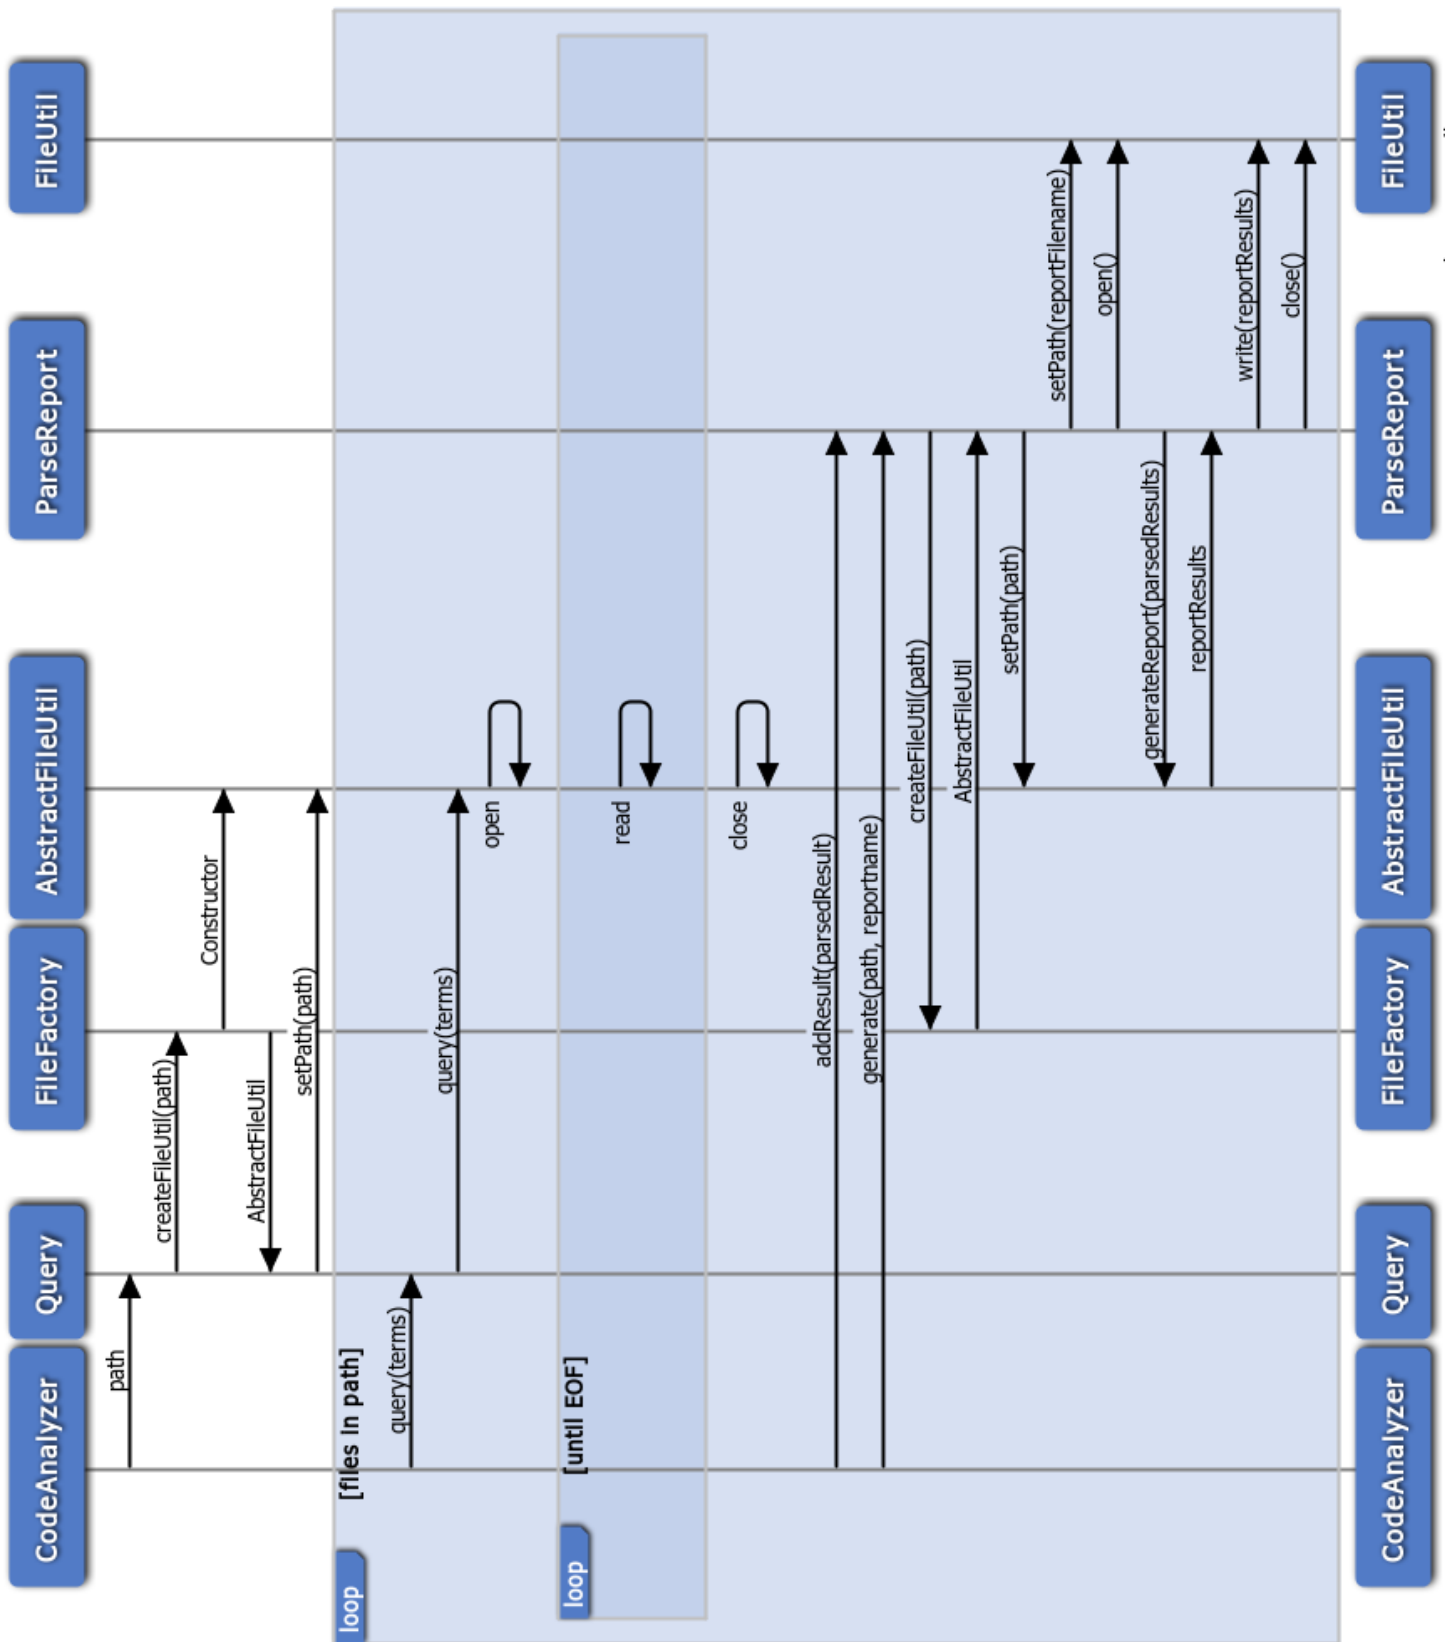 CodeAnalyzer
Query
FileFactory
AbstractFileUtil
ParseReport
FileUtil
path
createFileUtil(path)
Constructor
AbstractFileUtil
setPath(path)
loop
[files in path]
query(terms)
query(terms)
open
loop
[until EOF]
read
close
addResult(parsedResult)
generate(path, reportname)
createFileUtil(path)
AbstractFileUtil
setPath(path)
setPath(reportFilename)
open()
generateReport(parsedResults)
reportResults
write(reportResults)
close()
CodeAnalyzer
Query
FileFactory
AbstractFileUtil
ParseReport
FileUtil